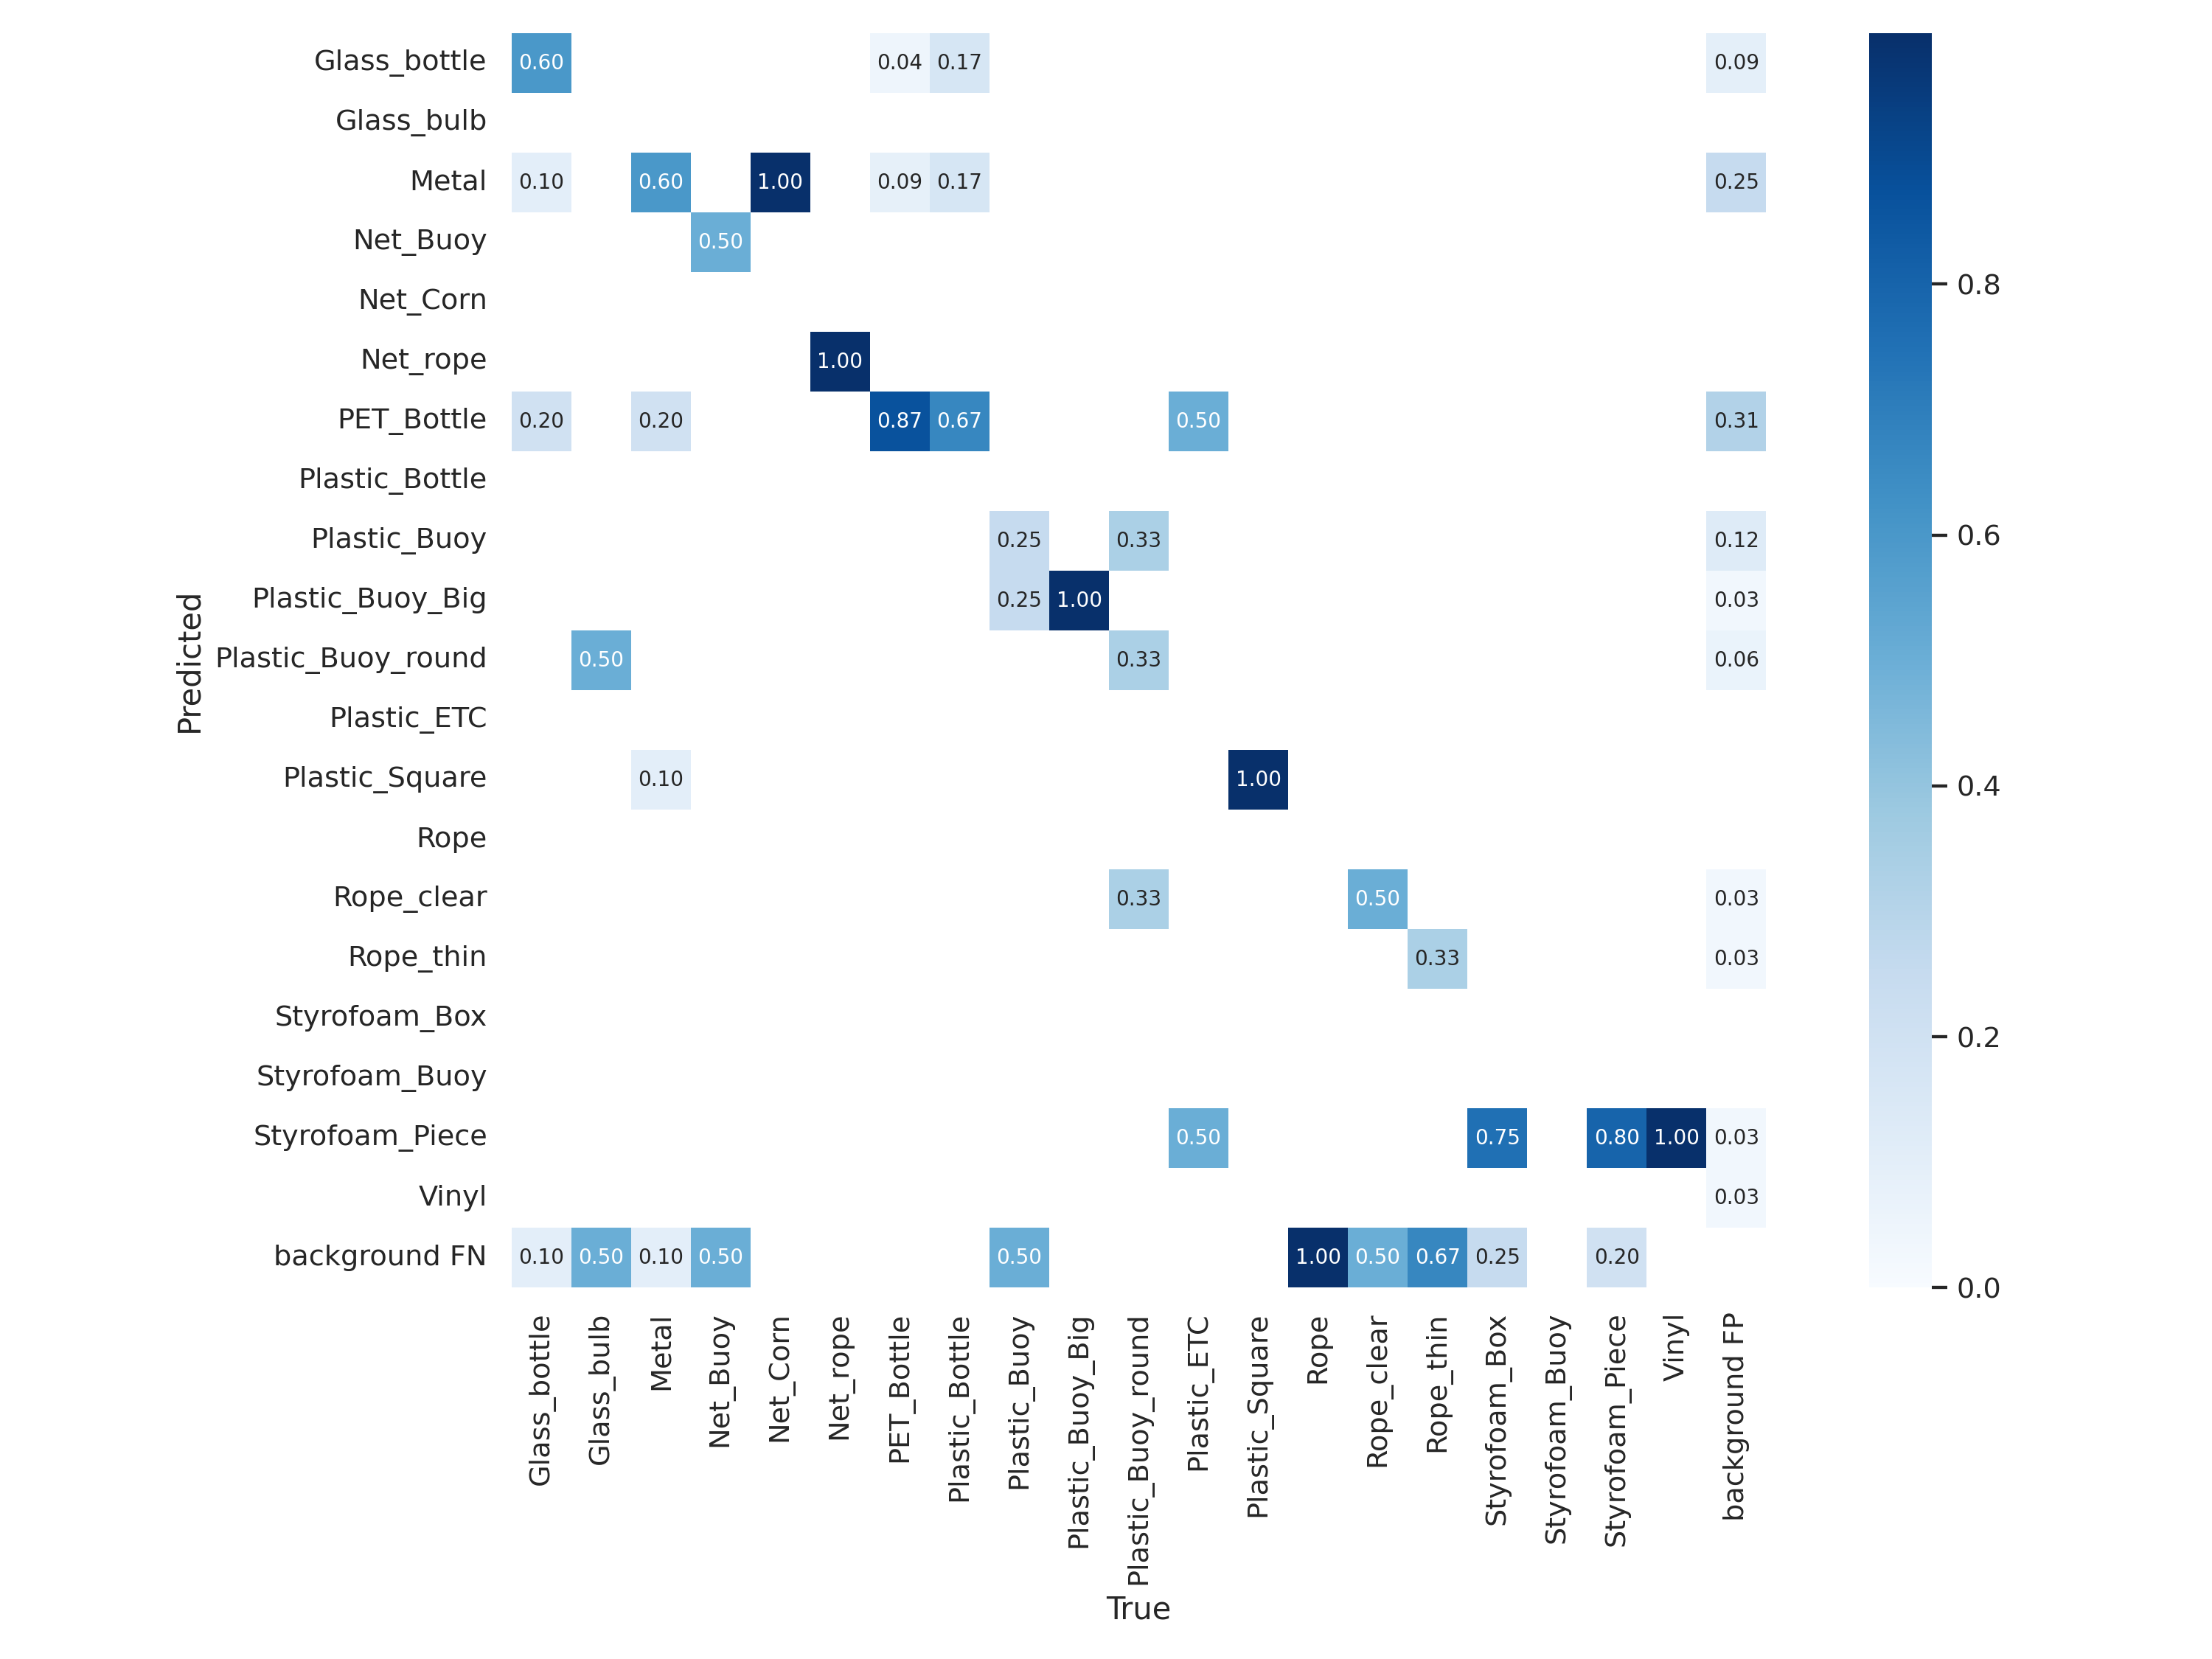 Glass_bottle 0.60 0.04 0.17 0.09
Glass_bulb
Metal 0.10 0.60 1.00 0.09 0.17 0.25
Net_Buoy 0.50
Net_Corn
Net_rope 1.00
PET_Bottle 0.20 0.20 0.87 0.67 0.50 0.31
Plastic_Bottle
Plastic_Buoy 0.25 0.33 0.12
Plastic_Buoy_Big 0.25 1.00 0.03
Plastic_Buoy_round 0.50 0.33 0.06
Plastic_ETC
Plastic_Square 0.10 1.00
Rope
Rope_clear 0.33 0.50 0.03
Rope_thin 0.33 0.03
Styrofoam_Box
Styrofoam_Buoy
Styrofoam_Piece 0.50 0.75 0.80 1.00 0.03
Vinyl 0.03
background FN 0.10 0.50 0.10 0.50 0.50 1.00 0.50 0.67 0.25 0.20
Predicted
Glass_bottle
Glass_bulb
Metal
Net_Buoy
Net_Corn
Net_rope
PET_Bottle
Plastic_Bottle
Plastic_Buoy
Plastic_Buoy_Big
Plastic_Buoy_round
Plastic_ETC
Plastic_Square
Rope
Rope_clear
Rope_thin
Styrofoam_Box
Styrofoam_Buoy
Styrofoam_Piece
Vinyl
background FP
True
0.8
0.6
0.4
0.2
0.0